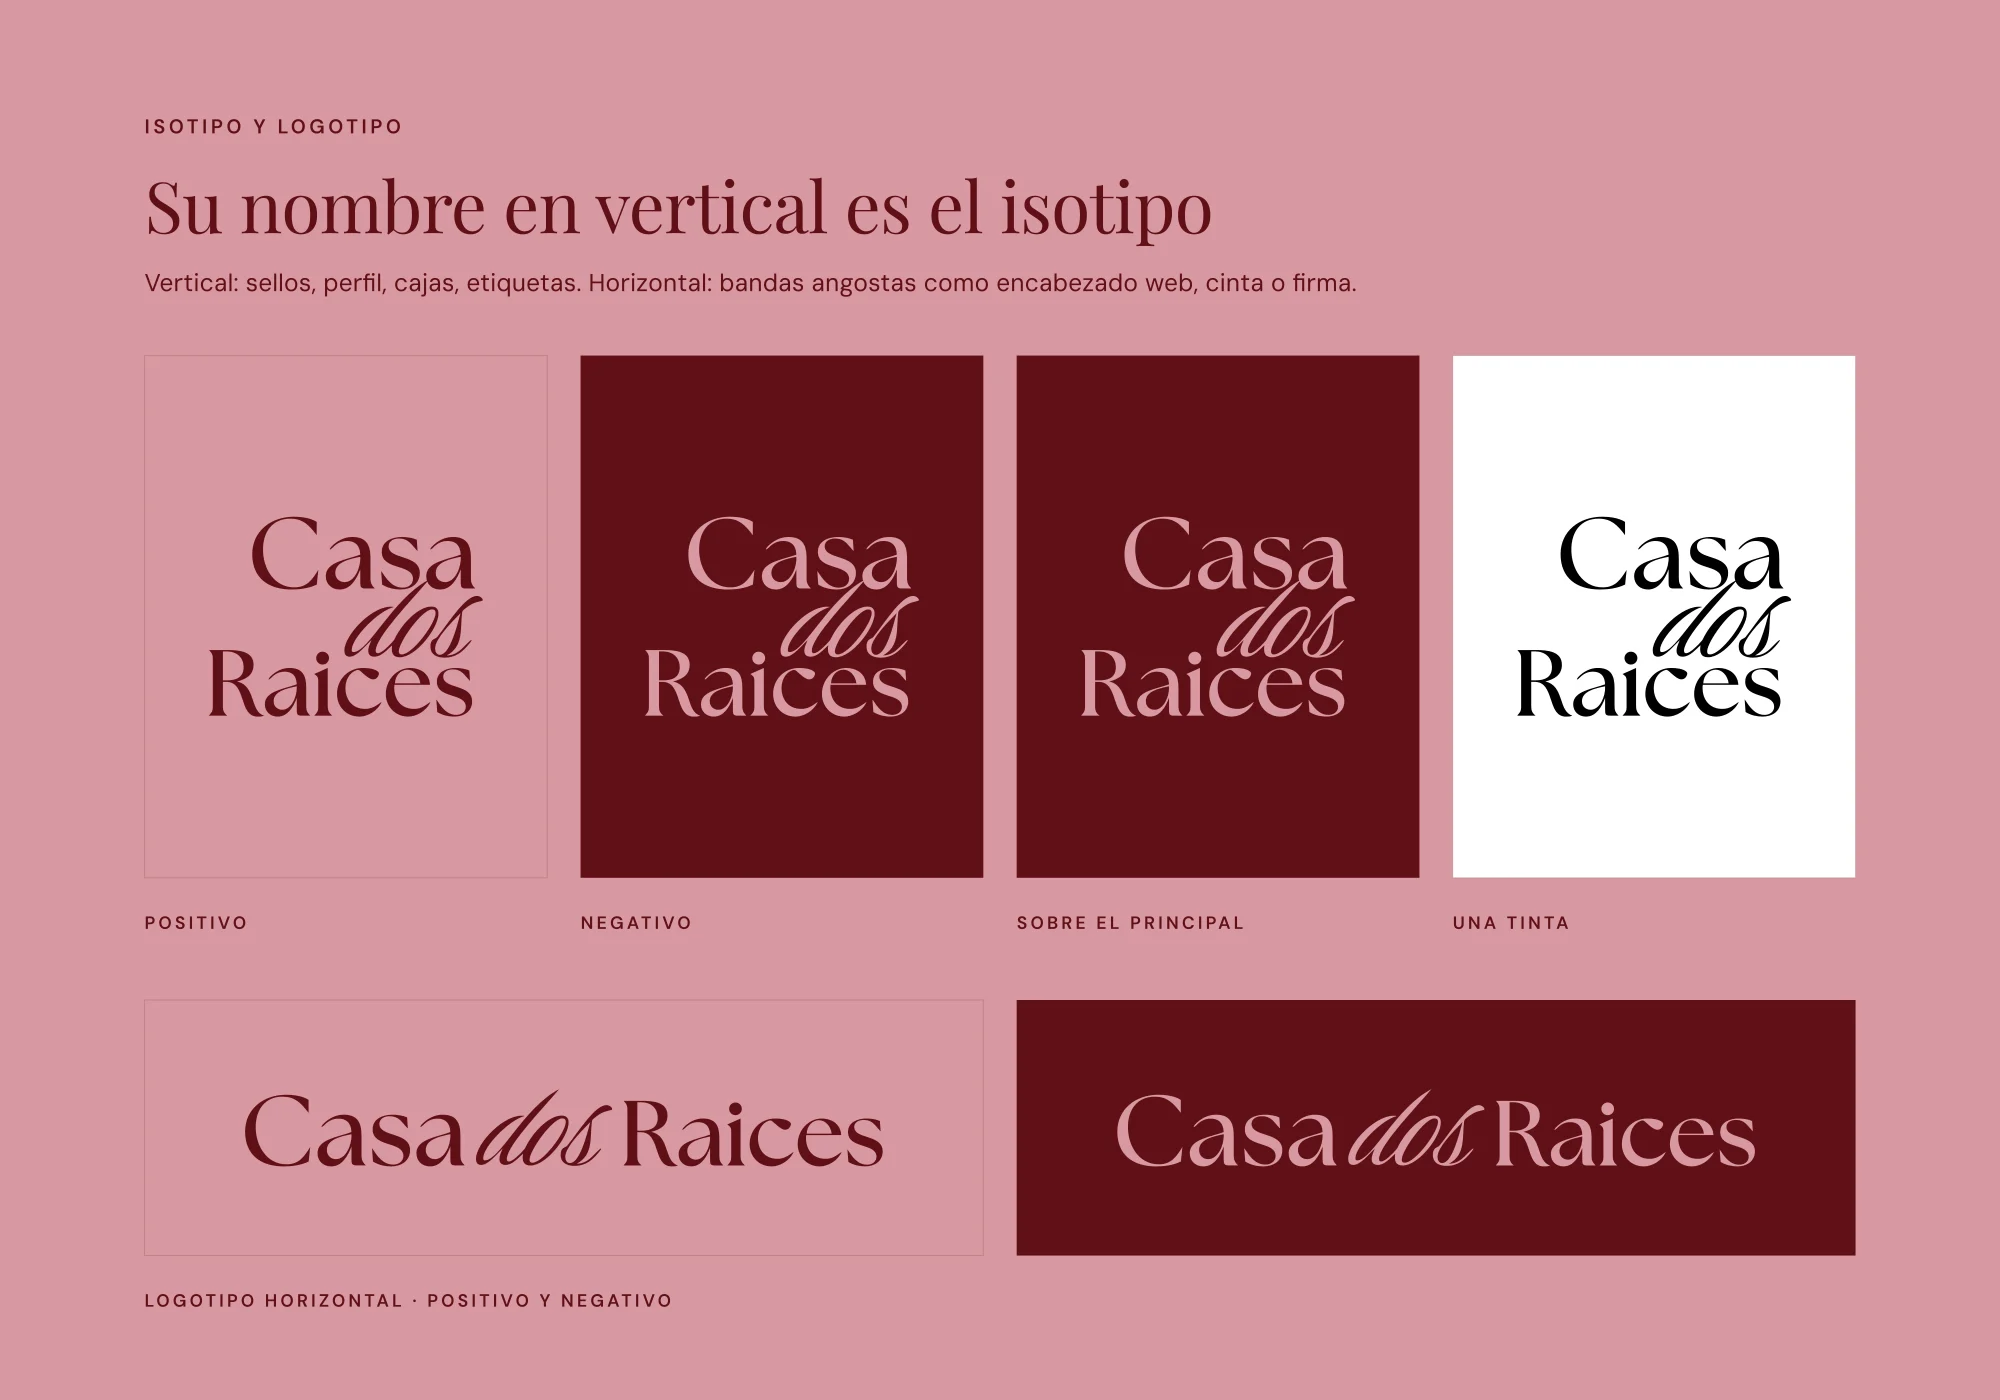 ISOTIPO Y LOGOTIPO
Su nombre en vertical es el isotipo
Vertical: sellos, perfil, cajas, etiquetas. Horizontal: bandas angostas como encabezado web, cinta o firma.
Casa
dos
Raices
Casa
dos
Raices
Casa
dos
Raices
Casa
dos
Raices
POSITIVO
NEGATIVO
SOBRE EL PRINCIPAL
UNA TINTA
Casa dos Raices
Casa dos Raices
LOGOTIPO HORIZONTAL · POSITIVO Y NEGATIVO